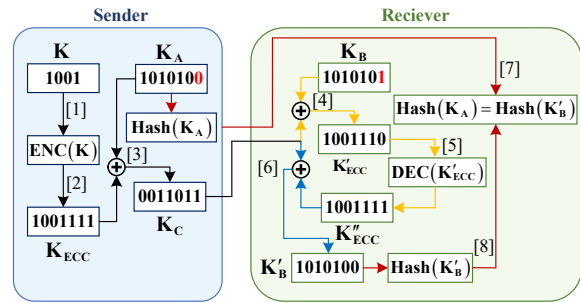 Sender
Reciever
K
K_A
1001
1010100
[1]
Hash(K_A)
ENC(K)
[3]
[2]
0011011
1001111
K_C
K_ECC
K_B
1010101
[7]
[4]
Hash(K_A) = Hash(K'_B)
1001110
[5]
K'_ECC
[6]
DEC(K'_ECC)
1001111
K''_ECC
[8]
K'_B
1010100
Hash(K'_B)